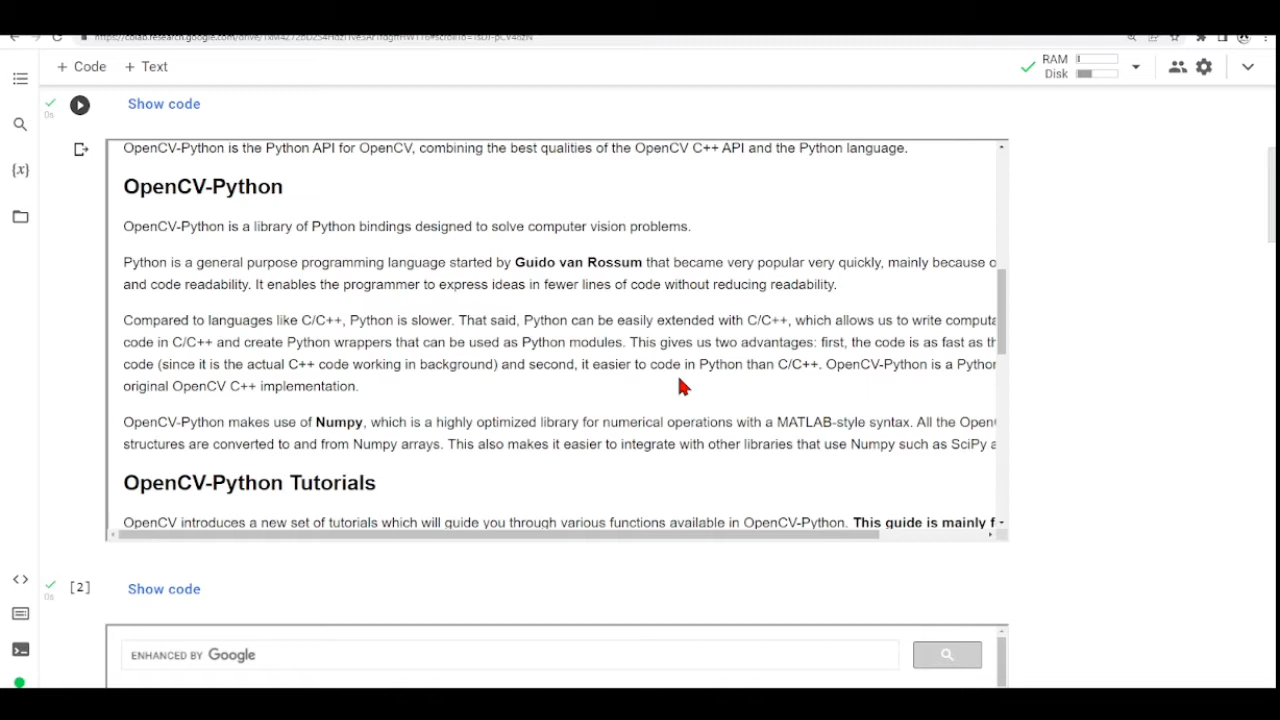 + Code + Text
RAM
Disk
0s
Show code
OpenCV-Python is the Python API for OpenCV, combining the best qualities of the OpenCV C++ API and the Python language.
OpenCV-Python
OpenCV-Python is a library of Python bindings designed to solve computer vision problems.
Python is a general purpose programming language started by Guido van Rossum that became very popular very quickly, mainly because
and code readability. It enables the programmer to express ideas in fewer lines of code without reducing readability.
Compared to languages like C/C++, Python is slower. That said, Python can be easily extended with C/C++, which allows us to write computa
code in C/C++ and create Python wrappers that can be used as Python modules. This gives us two advantages: first, the code is as fast as th
code (since it is the actual C++ code working in background) and second, it easier to code in Python than C/C++. OpenCV-Python is a Python
original OpenCV C++ implementation.
OpenCV-Python makes use of Numpy, which is a highly optimized library for numerical operations with a MATLAB-style syntax. All the Open
structures are converted to and from Numpy arrays. This also makes it easier to integrate with other libraries that use Numpy such as SciPy a
OpenCV-Python Tutorials
OpenCV introduces a new set of tutorials which will guide you through various functions available in OpenCV-Python. This guide is mainly f
0s
[2] Show code
ENHANCED BY Google
{x}